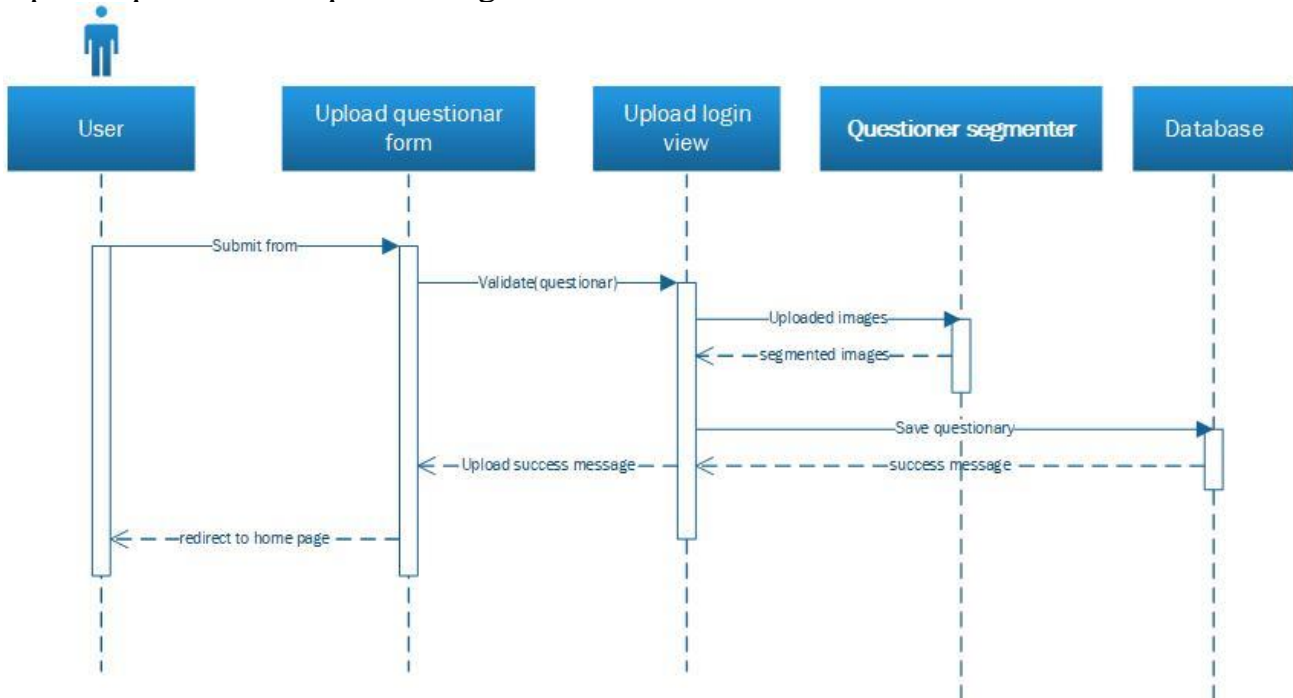 User
Upload questionar
form
Upload login
view
Questioner segmenter
Database
Submit from
Validate(questionar)
Uploaded images
segmented images
Save questionary
Upload success message
success message
redirect to home page